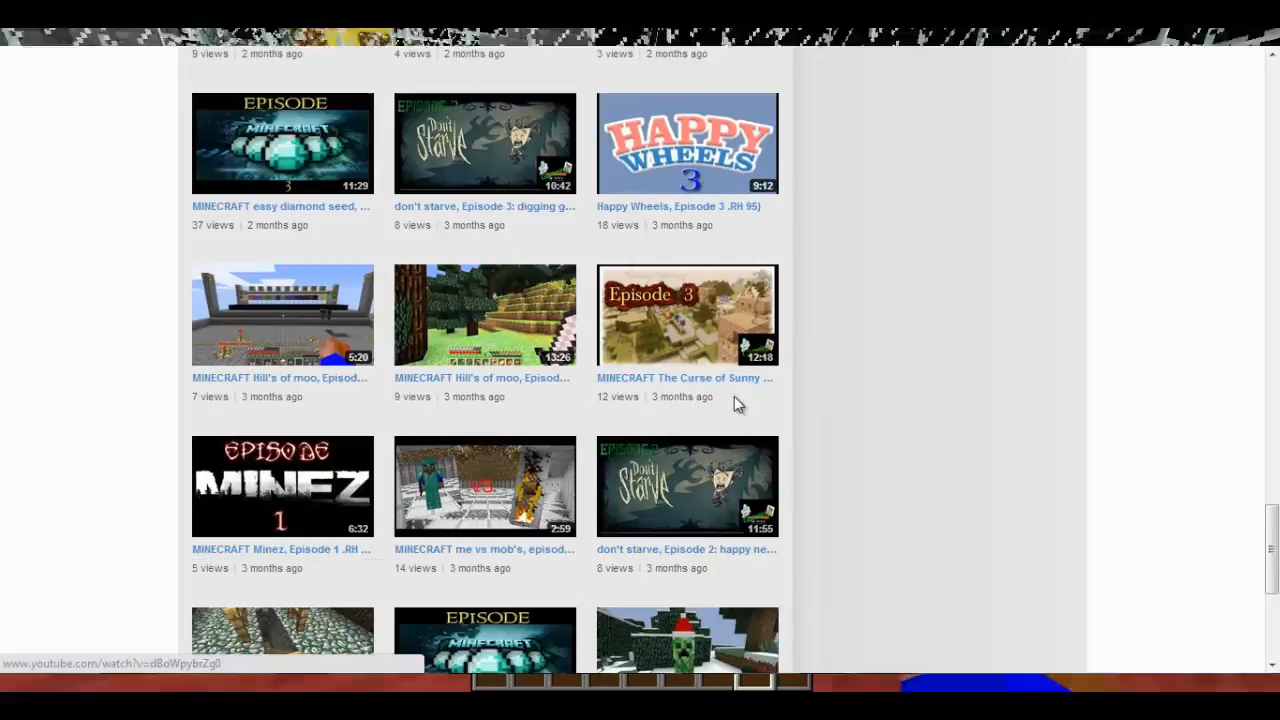 9 views | 2 months ago
4 views | 2 months ago
3 views | 2 months ago
EPISODE
MINECRAFT
3
11:29
EPISODE 3
Don't Starve
10:42
HAPPY WHEELS
3
9:12
MINECRAFT easy diamond seed, ...
don't starve, Episode 3: digging g...
Happy Wheels, Episode 3 .RH 95)
37 views | 2 months ago
8 views | 3 months ago
18 views | 3 months ago
5:20
13:26
Episode 3
12:18
MINECRAFT Hill's of moo, Episod...
MINECRAFT Hill's of moo, Episod...
MINECRAFT The Curse of Sunny ...
7 views | 3 months ago
9 views | 3 months ago
12 views | 3 months ago
EPISODE
MINEZ
1
6:32
VS
2:59
EPISODE 2
Don't Starve
11:55
MINECRAFT Minez, Episode 1 .RH ...
MINECRAFT me vs mob's, episod...
don't starve, Episode 2: happy ne...
5 views | 3 months ago
14 views | 3 months ago
8 views | 3 months ago
EPISODE
MINECRAFT
www.youtube.com/watch?v=dBoWpybrZg0